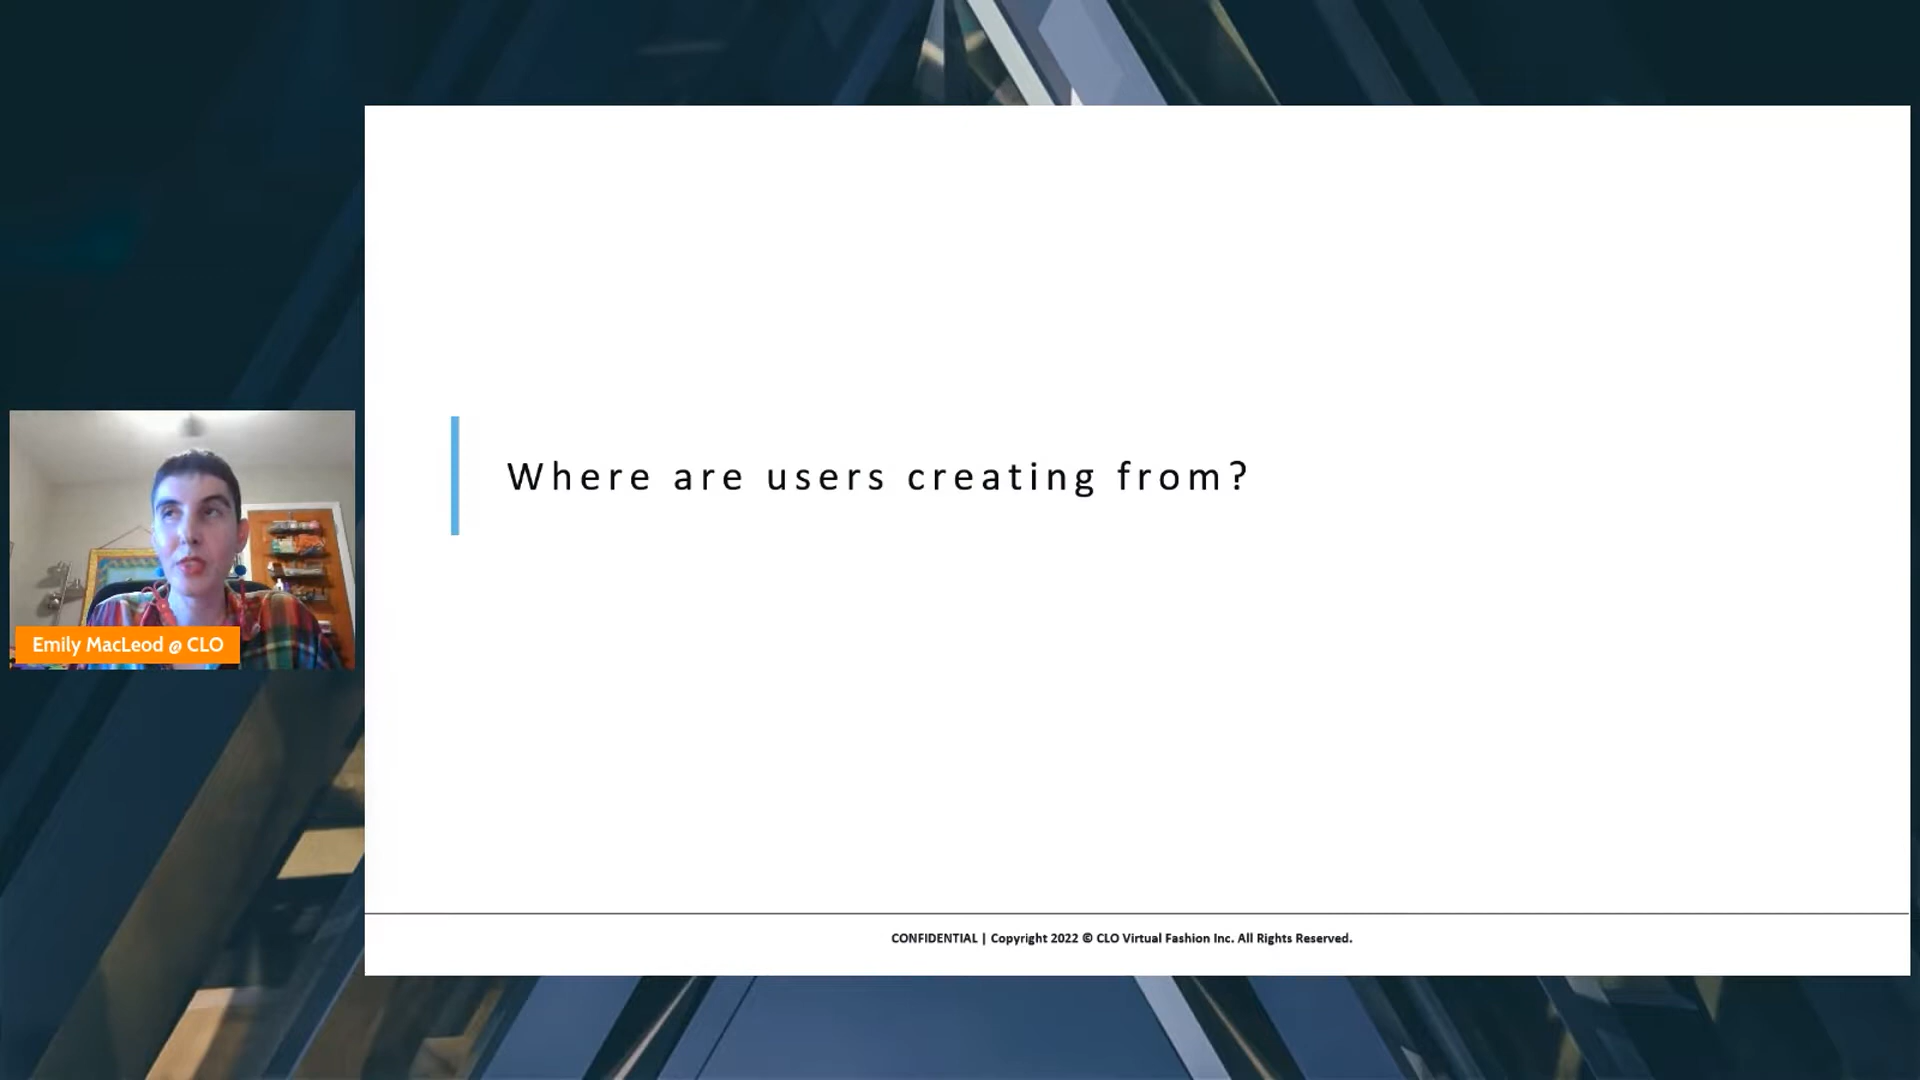 Where are users creating from?
Emily MacLeod @ CLO
CONFIDENTIAL | Copyright 2022 © CLO Virtual Fashion Inc. All Rights Reserved.